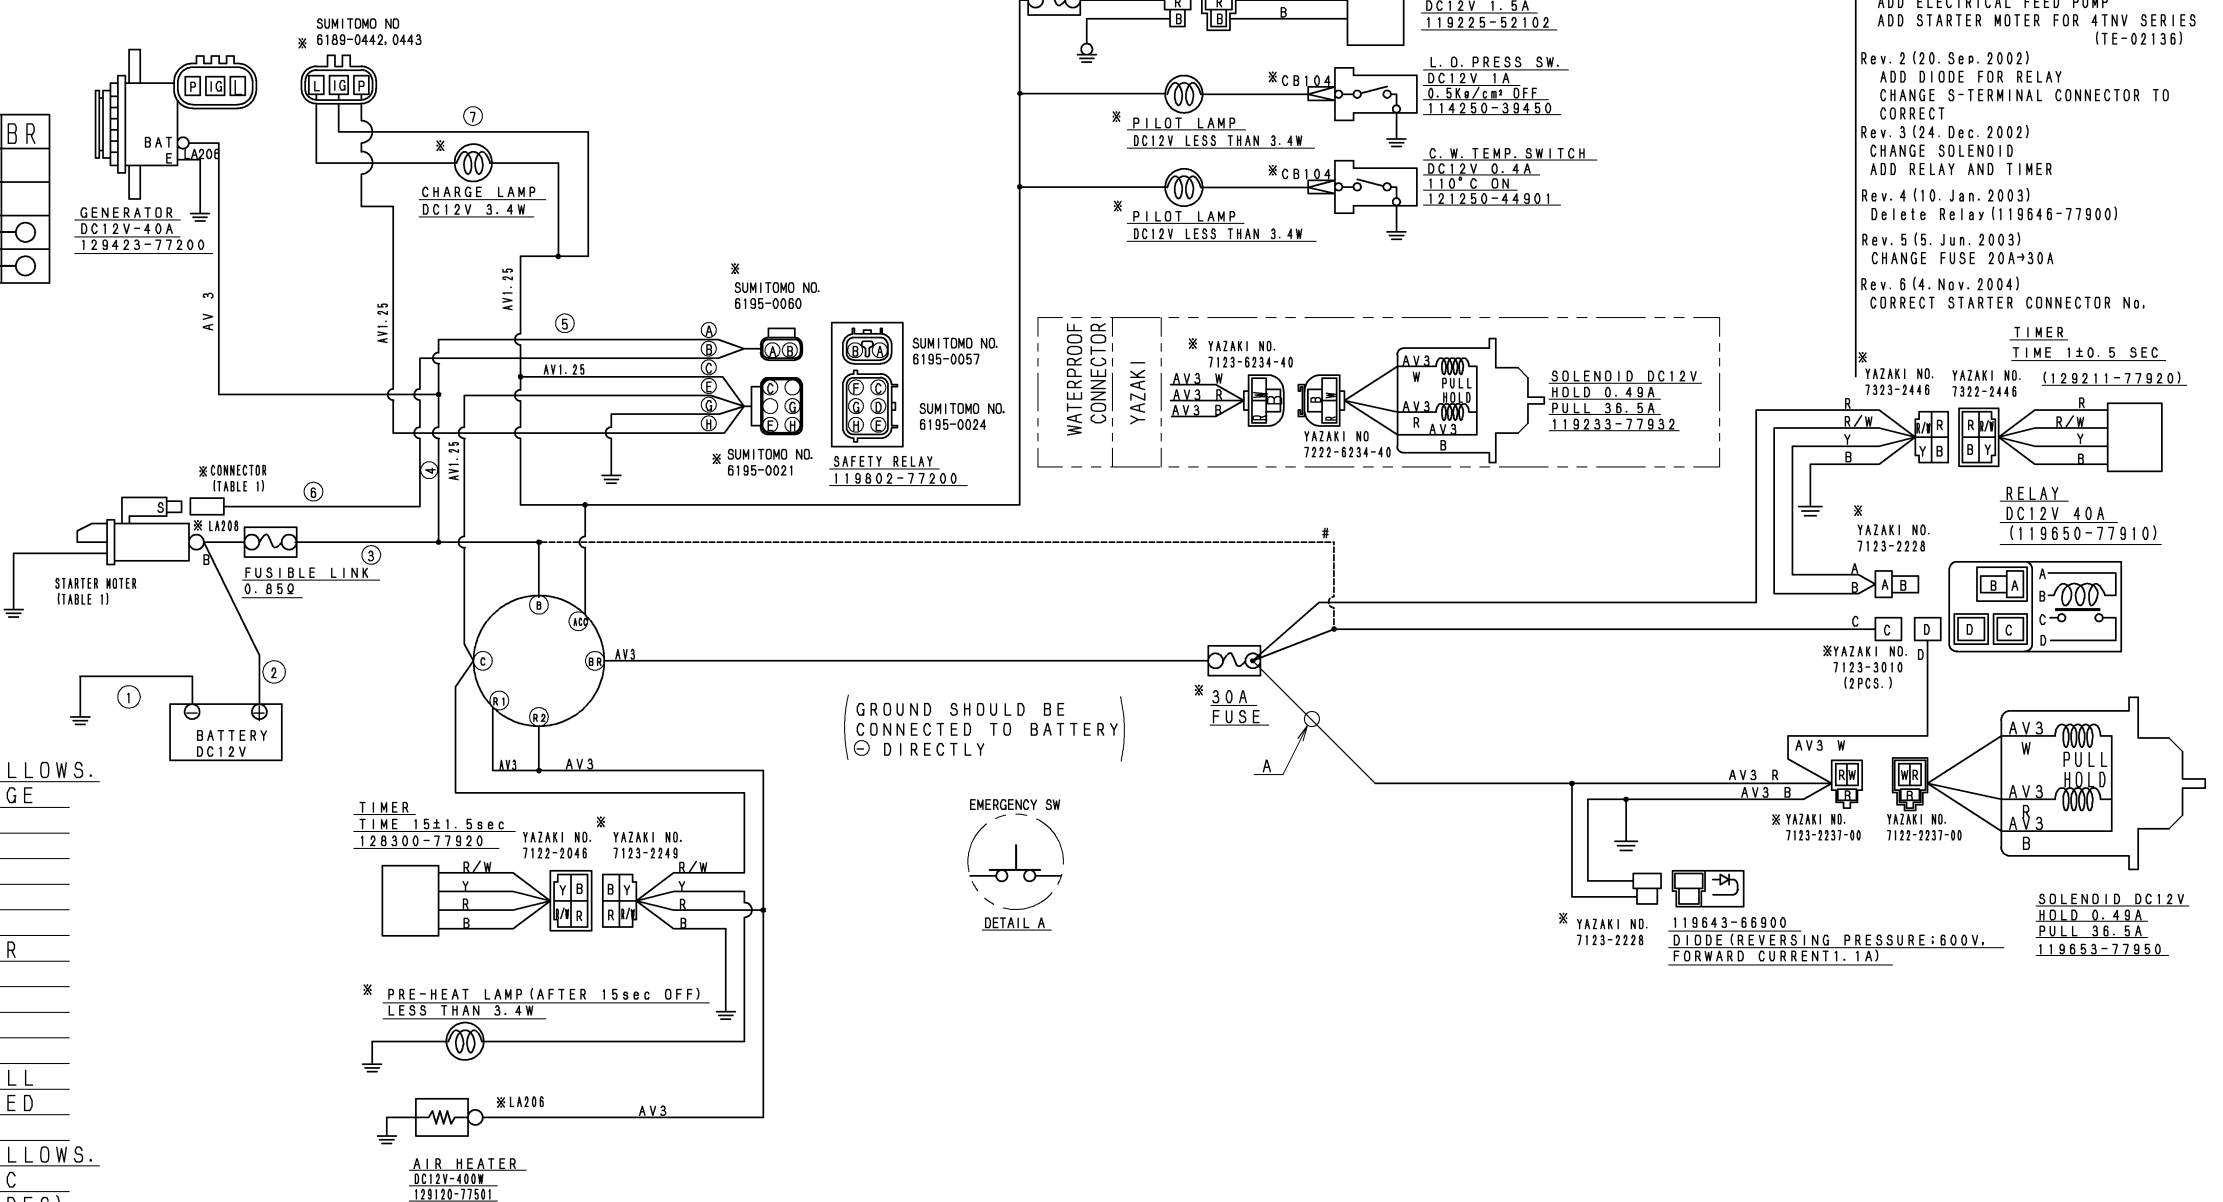 SUMITOMO NO
※ 6189-0442,0443
P IG L
L IG P
BAT
E
LA206
GENERATOR
DC12V-40A
129423-77200
BR
7
※
CHARGE LAMP
DC12V 3.4W
AV 3
AV1.25
AV1.25
5
※
SUMITOMO NO.
6195-0060
A
B
C
E
G
H
AV1.25
A B
C
G
E H
B A
F C
G D
H E
SUMITOMO NO.
6195-0057
SUMITOMO NO.
6195-0024
※ SUMITOMO NO.
6195-0021
SAFETY RELAY
119802-77200
4
AV1.25
※CONNECTOR
(TABLE 1)
6
S
※ LA208
B
STARTER MOTER
(TABLE 1)
FUSIBLE LINK
0.85Ω
3
1
2
BATTERY
DC12V
B
ACC
C
BR
R1
R2
AV3
AV3
AV3
TIMER
TIME 15±1.5sec
128300-77920
YAZAKI NO.
7122-2046
※
YAZAKI NO.
7123-2249
R/W
Y
R
B
Y B
R/W R
B Y
R R/W
R/W
Y
R
B
※ PRE-HEAT LAMP(AFTER 15sec OFF)
LESS THAN 3.4W
※LA206
AV3
AIR HEATER
DC12V-400W
129120-77501
LLOWS.
GE
R
LL
ED
LLOWS.
C
R
B
R
B
B
DC12V 1.5A
119225-52102
※CB104
L.O.PRESS SW.
DC12V 1A
0.5Kg/cm² OFF
114250-39450
※ PILOT LAMP
DC12V LESS THAN 3.4W
※CB104
C.W.TEMP.SWITCH
DC12V 0.4A
110°C ON
121250-44901
※ PILOT LAMP
DC12V LESS THAN 3.4W
WATERPROOF
CONNECTOR
YAZAKI
※ YAZAKI NO.
7123-6234-40
AV3 W
AV3 R
AV3 B
R W B
B W R
YAZAKI NO
7222-6234-40
AV3
W
PULL
HOLD
AV3
R
AV3
B
SOLENOID DC12V
HOLD 0.49A
PULL 36.5A
119233-77932
#
※ 30A
FUSE
A
(GROUND SHOULD BE
CONNECTED TO BATTERY
⊖ DIRECTLY)
EMERGENCY SW
DETAIL A
ADD ELECTRICAL FEED PUMP
ADD STARTER MOTER FOR 4TNV SERIES
(TE-02136)
Rev.2(20.Sep.2002)
ADD DIODE FOR RELAY
CHANGE S-TERMINAL CONNECTOR TO
CORRECT
Rev.3(24.Dec.2002)
CHANGE SOLENOID
ADD RELAY AND TIMER
Rev.4(10.Jan.2003)
Delete Relay(119646-77900)
Rev.5(5.Jun.2003)
CHANGE FUSE 20A→30A
Rev.6(4.Nov.2004)
CORRECT STARTER CONNECTOR No.
TIMER
TIME 1±0.5 SEC
(129211-77920)
※
YAZAKI NO.
7323-2446
YAZAKI NO.
7322-2446
R
R/W
Y
B
R/W R
Y B
R R/W
B Y
R
R/W
Y
B
RELAY
DC12V 40A
(119650-77910)
※
YAZAKI NO.
7123-2228
A
B
A B
C
C
D
B A
D C
A
B
C
D
※YAZAKI NO.
7123-3010
(2PCS.)
D
AV3 W
AV3 R
AV3 B
R W
B
W R
B
※ YAZAKI NO.
7123-2237-00
YAZAKI NO.
7122-2237-00
AV3
W
PULL
HOLD
AV3
R
AV3
B
SOLENOID DC12V
HOLD 0.49A
PULL 36.5A
119653-77950
※ YAZAKI NO.
7123-2228
119643-66900
DIODE(REVERSING PRESSURE:600V,
FORWARD CURRENT1.1A)